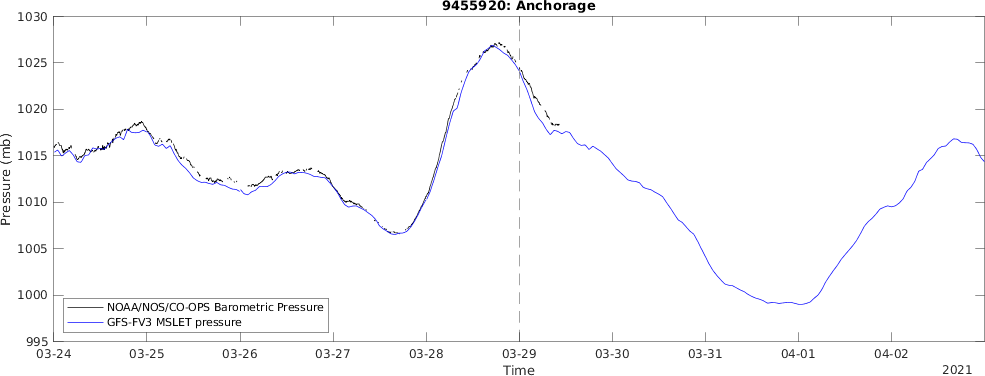 9455920: Anchorage
1030
1025
1020
1015
1010
1005
1000
995
Pressure (mb)
NOAA/NOS/CO-OPS Barometric Pressure
GFS-FV3 MSLET pressure
03-24 03-25 03-26 03-27 03-28 03-29 03-30 03-31 04-01 04-02
Time
2021